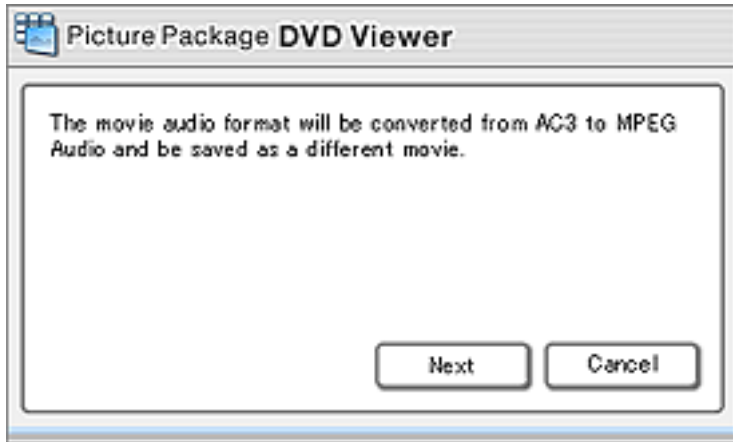 Picture Package DVD Viewer
The movie audio format will be converted from AC3 to MPEG
Audio and be saved as a different movie.
Next Cancel